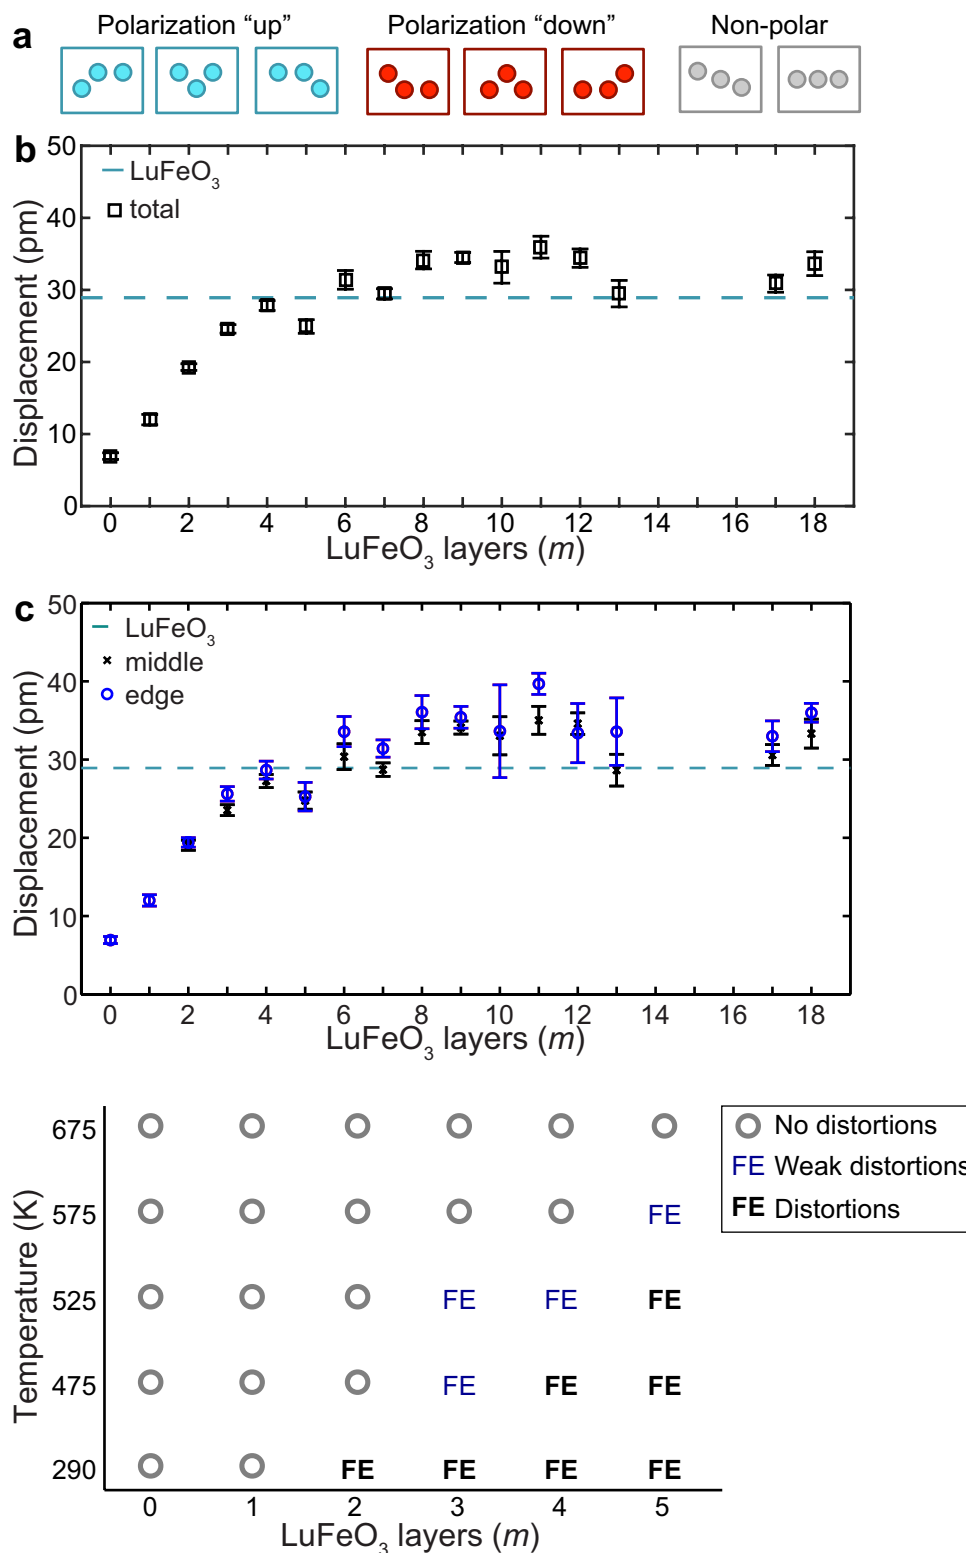 a
Polarization “up”
Polarization “down”
Non-polar
b
50
40
30
20
10
0
Displacement (pm)
LuFeO3
total
0 2 4 6 8 10 12 14 16 18
LuFeO3 layers (m)
c
50
40
30
20
10
0
Displacement (pm)
LuFeO3
middle
edge
0 2 4 6 8 10 12 14 16 18
LuFeO3 layers (m)
Temperature (K)
675
575 FE
525 FE FE FE
475 FE FE FE
290 FE FE FE FE
0 1 2 3 4 5
LuFeO3 layers (m)
No distortions
FE Weak distortions
FE Distortions